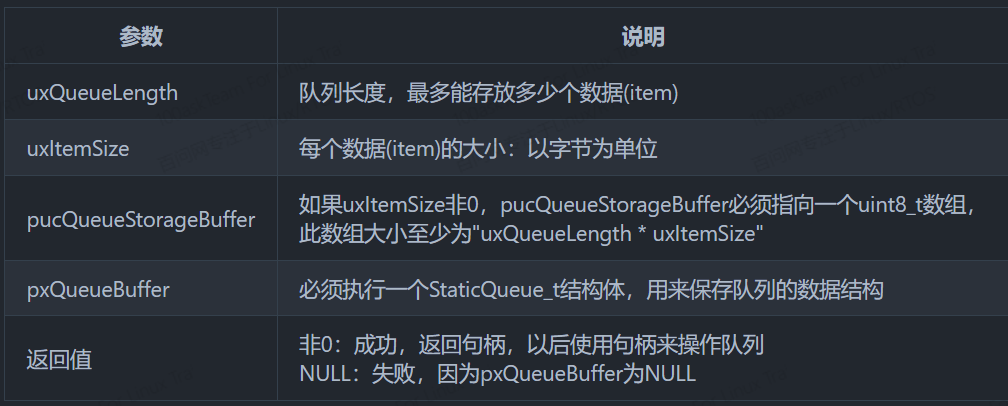 参数 说明
uxQueueLength 队列长度，最多能存放多少个数据(item)
uxItemSize 每个数据(item)的大小：以字节为单位
pucQueueStorageBuffer 如果uxItemSize非0，pucQueueStorageBuffer必须指向一个uint8_t数组，
此数组大小至少为"uxQueueLength * uxItemSize"
pxQueueBuffer 必须执行一个StaticQueue_t结构体，用来保存队列的数据结构
返回值 非0：成功，返回句柄，以后使用句柄来操作队列
NULL：失败，因为pxQueueBuffer为NULL